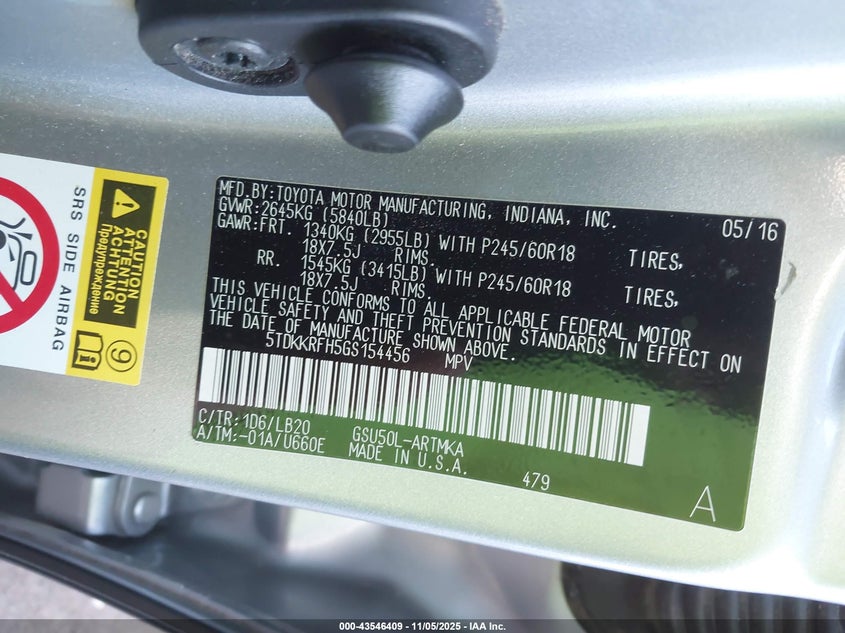 SRS SIDE AIRBAG
CAUTION
ATTENTION
ACHTUNG
Предупреждение
9
MFD.BY:TOYOTA MOTOR MANUFACTURING, INDIANA, INC. 05/16
GVWR:2645KG (5840LB)
GAWR:FRT. 1340KG (2955LB) WITH P245/60R18 TIRES,
18X7.5J RIMS.
RR. 1545KG (3415LB) WITH P245/60R18 TIRES,
18X7.5J RIMS.
THIS VEHICLE CONFORMS TO ALL APPLICABLE FEDERAL MOTOR
VEHICLE SAFETY AND THEFT PREVENTION STANDARDS IN EFFECT ON
THE DATE OF MANUFACTURE SHOWN ABOVE.
5TDKKRFH5GS154456 MPV
C/TR:1D6/LB20 GSU50L-ARTMKA
A/TM:-01A/U660E MADE IN U.S.A.
479
A
000-43546409 - 11/05/2025 - IAA Inc.